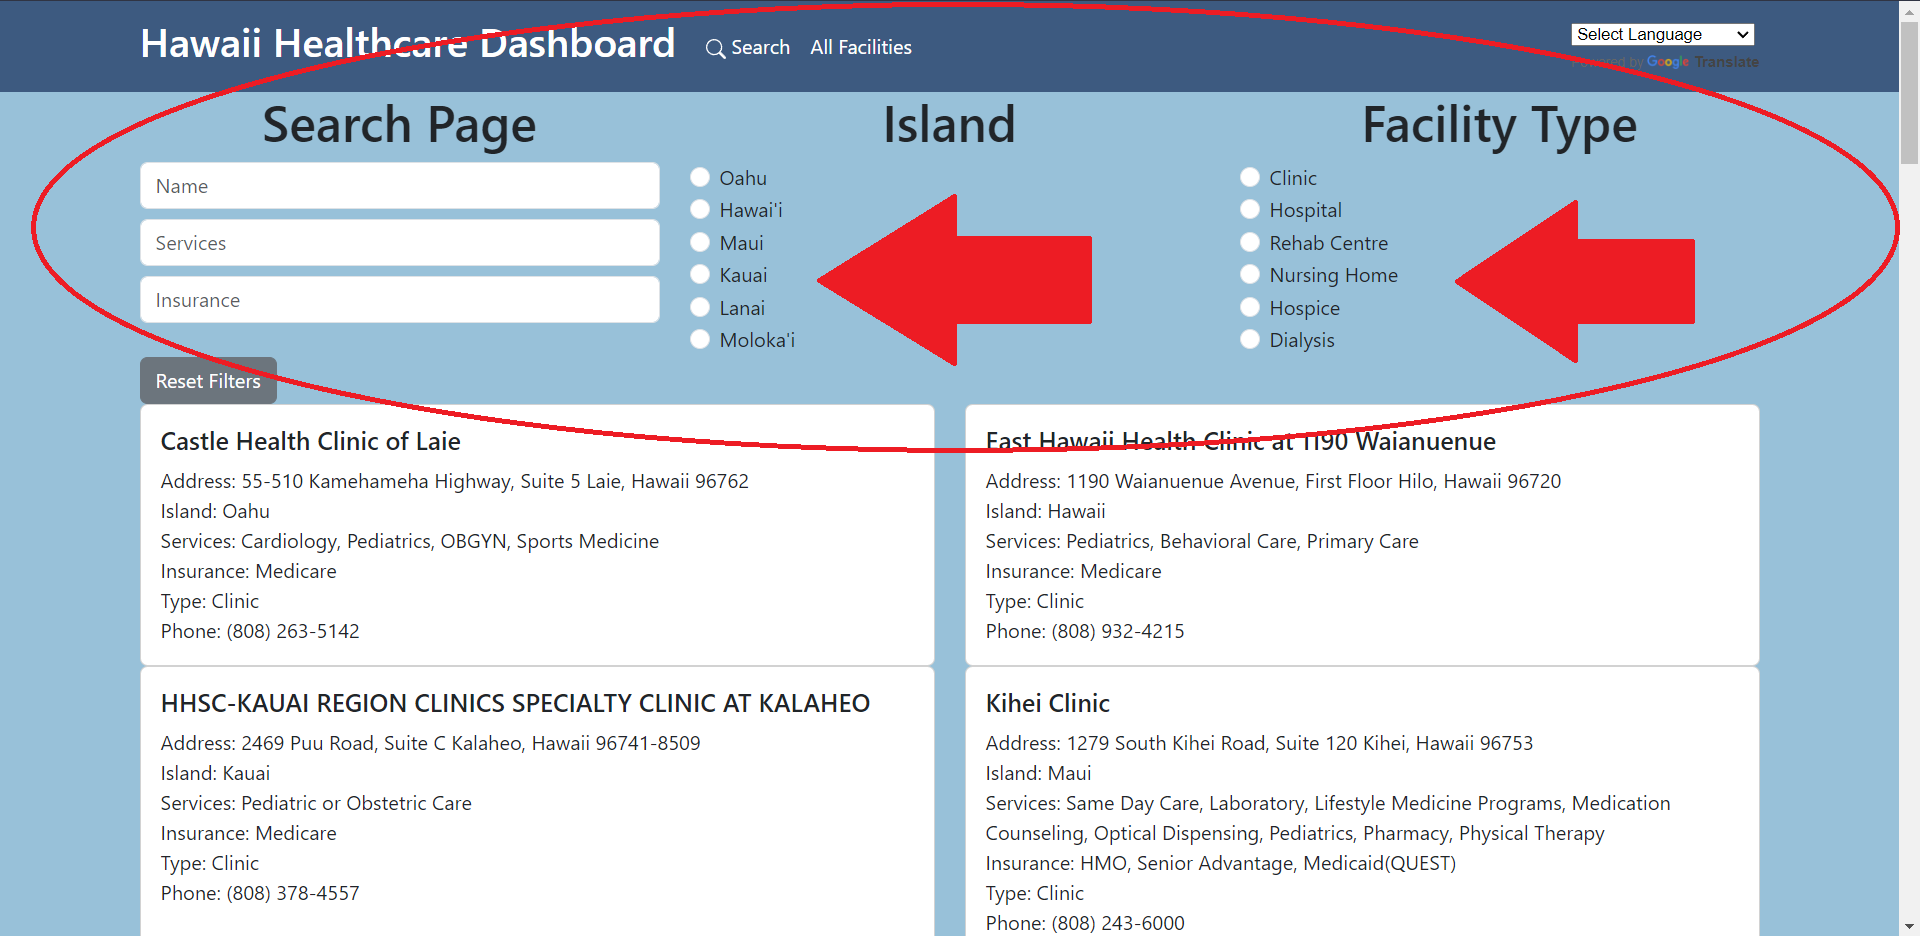 Hawaii Healthcare Dashboard
Search
All Facilities
Select Language
Powered by Google Translate
Search Page
Name
Services
Insurance
Reset Filters
Island
Oahu
Hawai'i
Maui
Kauai
Lanai
Moloka'i
Facility Type
Clinic
Hospital
Rehab Centre
Nursing Home
Hospice
Dialysis
Castle Health Clinic of Laie
Address: 55-510 Kamehameha Highway, Suite 5 Laie, Hawaii 96762
Island: Oahu
Services: Cardiology, Pediatrics, OBGYN, Sports Medicine
Insurance: Medicare
Type: Clinic
Phone: (808) 263-5142
East Hawaii Health Clinic at 1190 Waianuenue
Address: 1190 Waianuenue Avenue, First Floor Hilo, Hawaii 96720
Island: Hawaii
Services: Pediatrics, Behavioral Care, Primary Care
Insurance: Medicare
Type: Clinic
Phone: (808) 932-4215
HHSC-KAUAI REGION CLINICS SPECIALTY CLINIC AT KALAHEO
Address: 2469 Puu Road, Suite C Kalaheo, Hawaii 96741-8509
Island: Kauai
Services: Pediatric or Obstetric Care
Insurance: Medicare
Type: Clinic
Phone: (808) 378-4557
Kihei Clinic
Address: 1279 South Kihei Road, Suite 120 Kihei, Hawaii 96753
Island: Maui
Services: Same Day Care, Laboratory, Lifestyle Medicine Programs, Medication
Counseling, Optical Dispensing, Pediatrics, Pharmacy, Physical Therapy
Insurance: HMO, Senior Advantage, Medicaid(QUEST)
Type: Clinic
Phone: (808) 243-6000